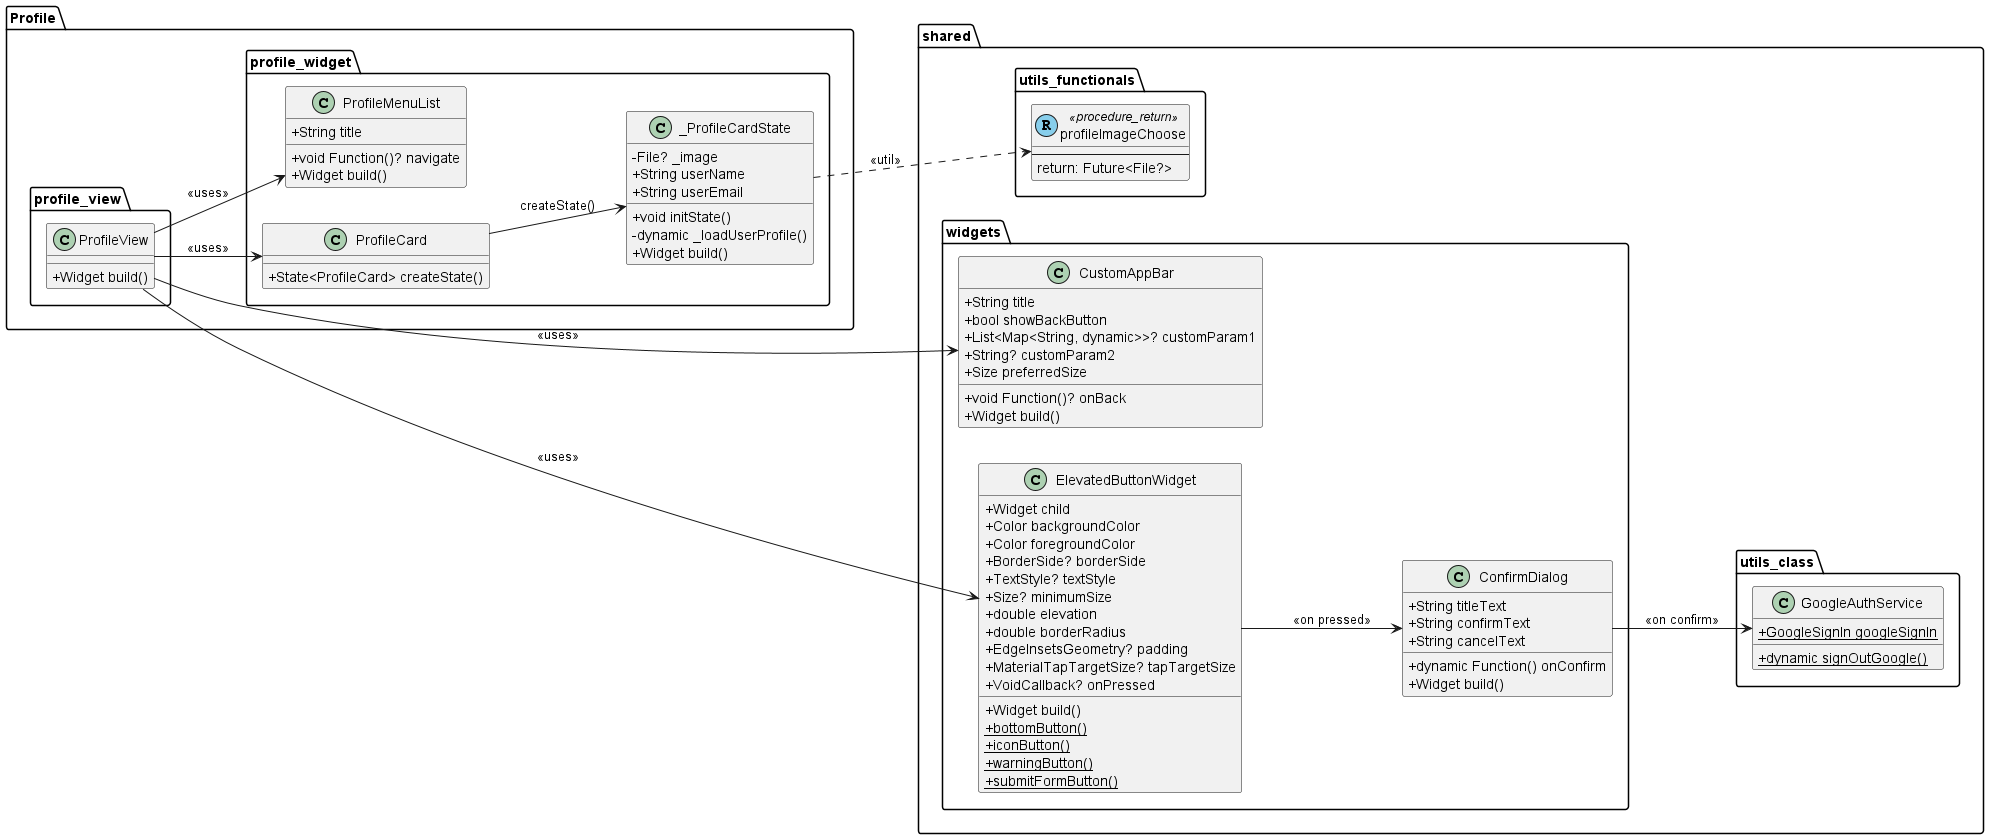 Profile
profile_widget
C ProfileMenuList
+String title
+void Function()? navigate
+Widget build()
C _ProfileCardState
-File? _image
+String userName
+String userEmail
+void initState()
-dynamic _loadUserProfile()
+Widget build()
profile_view
C ProfileView
+Widget build()
C ProfileCard
+State<ProfileCard> createState()
«uses»
«uses»
createState()
«util»
«uses»
«uses»
shared
utils_functionals
R «procedure_return»
profileImageChoose
return: Future<File?>
widgets
C CustomAppBar
+String title
+bool showBackButton
+List<Map<String, dynamic>>? customParam1
+String? customParam2
+Size preferredSize
+void Function()? onBack
+Widget build()
C ElevatedButtonWidget
+Widget child
+Color backgroundColor
+Color foregroundColor
+BorderSide? borderSide
+TextStyle? textStyle
+Size? minimumSize
+double elevation
+double borderRadius
+EdgeInsetsGeometry? padding
+MaterialTapTargetSize? tapTargetSize
+VoidCallback? onPressed
+Widget build()
+bottomButton()
+iconButton()
+warningButton()
+submitFormButton()
«on pressed»
C ConfirmDialog
+String titleText
+String confirmText
+String cancelText
+dynamic Function() onConfirm
+Widget build()
«on confirm»
utils_class
C GoogleAuthService
+GoogleSignIn googleSignIn
+dynamic signOutGoogle()